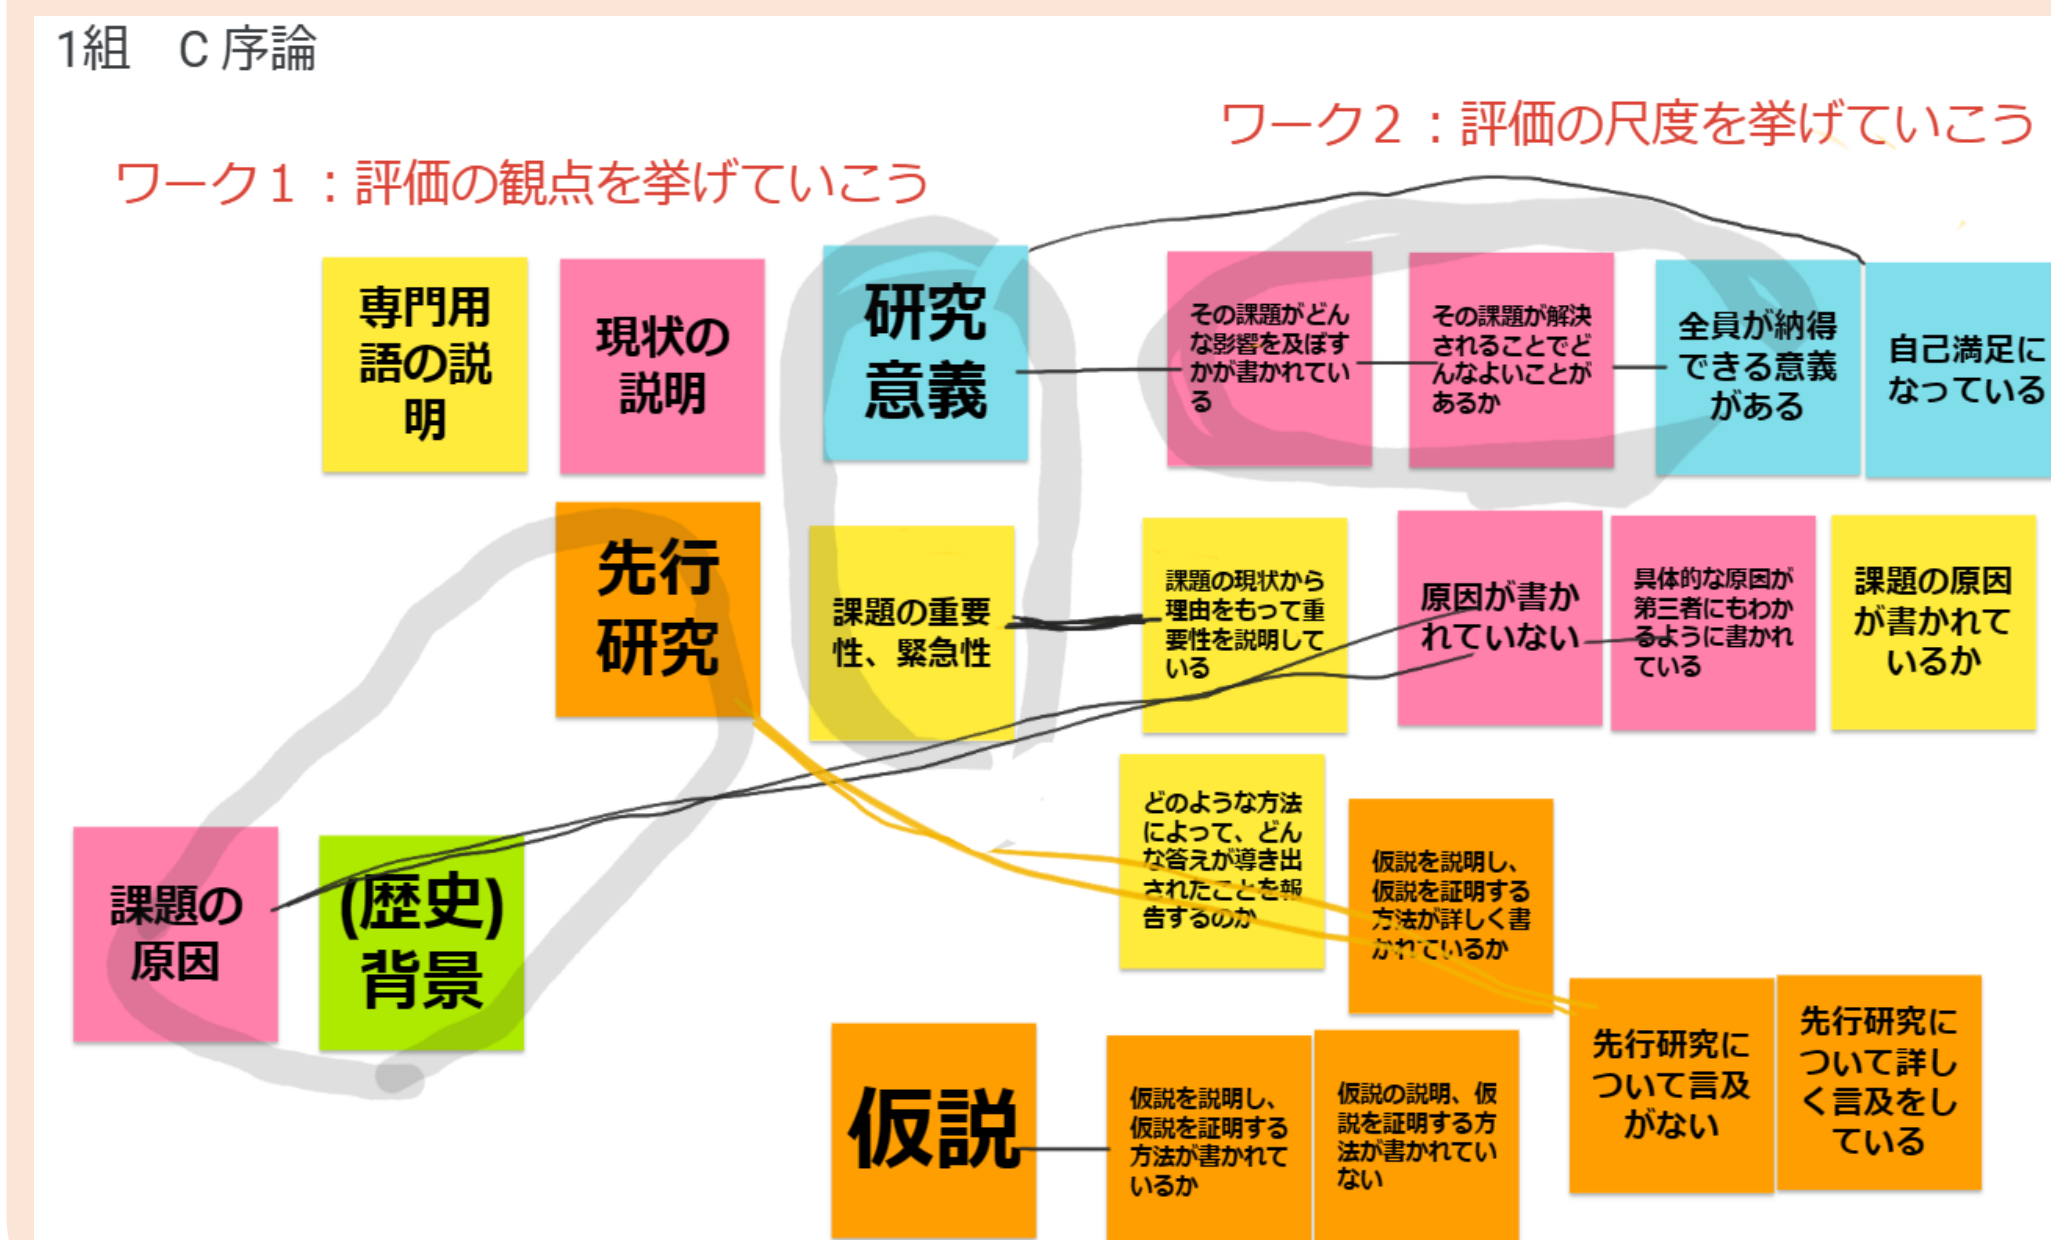 1組　C 序論
ワーク１：評価の観点を挙げていこう
ワーク２：評価の尺度を挙げていこう
専門用
語の説
明
現状の
説明
研究
意義
その課題がどん
な影響を及ぼす
かが書かれてい
る
その課題が解決
されることでど
んなよいことが
あるか
全員が納得
できる意義
がある
自己満足に
なっている
先行
研究
課題の重要
性、緊急性
課題の現状から
理由をもって重
要性を説明して
いる
原因が書か
れていない
具体的な原因が
第三者にもわか
るように書かれ
ている
課題の原因
が書かれて
いるか
課題の
原因
(歴史)
背景
どのような方法
によって、どん
な答えが導き出
されたことを報
告するのか
仮説を説明し、
仮説を証明する
方法が詳しく書
かれているか
先行研究に
ついて言及
がない
先行研究に
ついて詳し
く言及をし
ている
仮説
仮説を説明し、
仮説を証明する
方法が書かれて
いるか
仮説の説明、仮
説を証明する方
法が書かれてい
ない